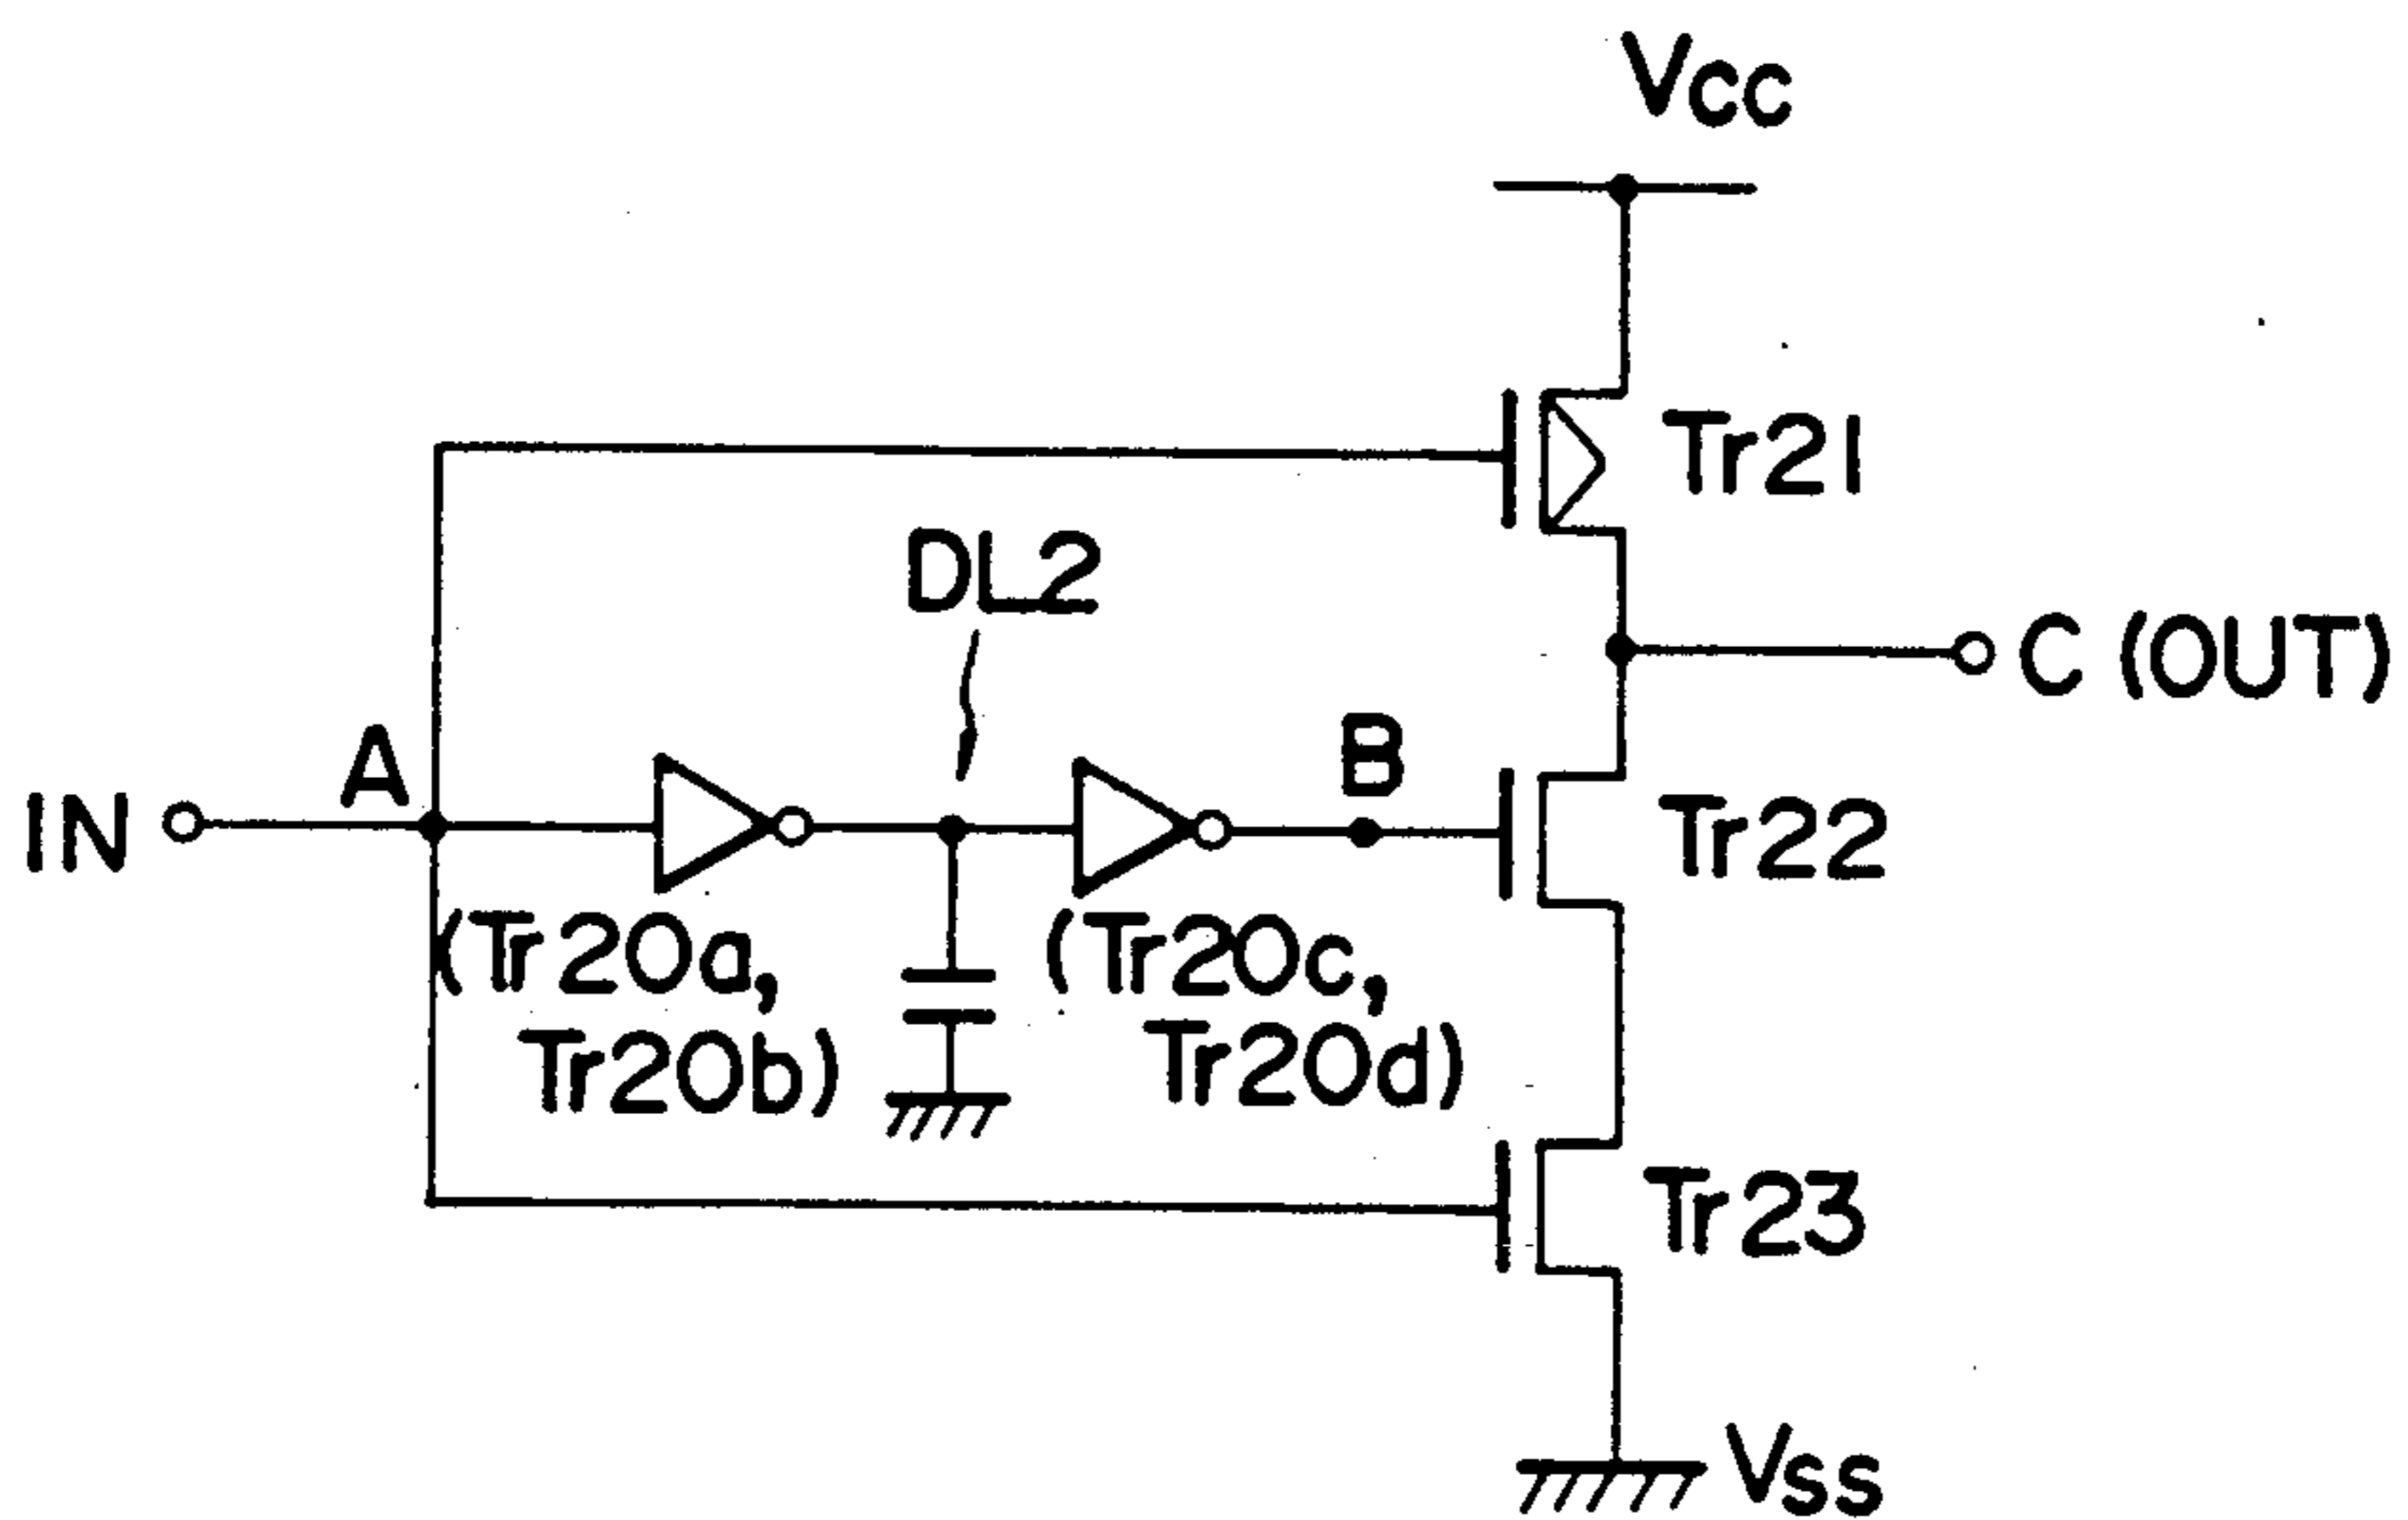 Vcc
Tr21
DL2
C (OUT)
A
B
IN
Tr22
(Tr20a,
Tr20b)
(Tr20c,
Tr20d)
Tr23
Vss